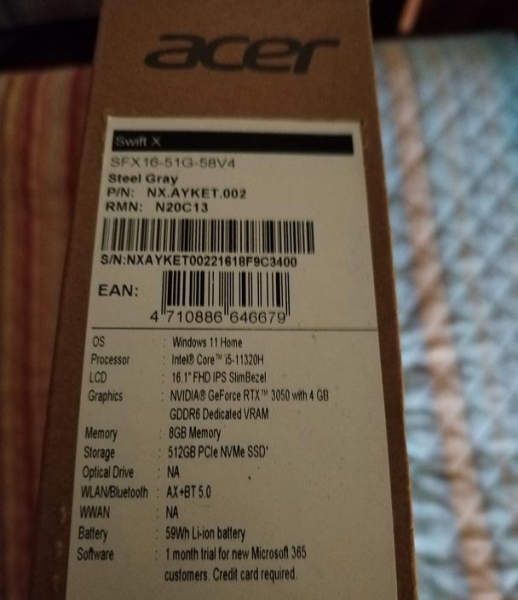 acer
Swift X
SFX16-51G-58V4
Steel Gray
P/N: NX.AYKET.002
RMN: N20C13
S/N:NXAYKET00221618F9C3400
EAN:
4 710886 646679
OS : Windows 11 Home
Processor : Intel® Core™ i5-11320H
LCD : 16.1" FHD IPS SlimBezel
Graphics : NVIDIA® GeForce RTX™ 3050 with 4 GB
GDDR6 Dedicated VRAM
Memory : 8GB Memory
Storage : 512GB PCIe NVMe SSD*
Optical Drive : NA
WLAN/Bluetooth : AX+BT 5.0
WWAN : NA
Battery : 59Wh Li-ion battery
Software : 1 month trial for new Microsoft 365
customers. Credit card required.